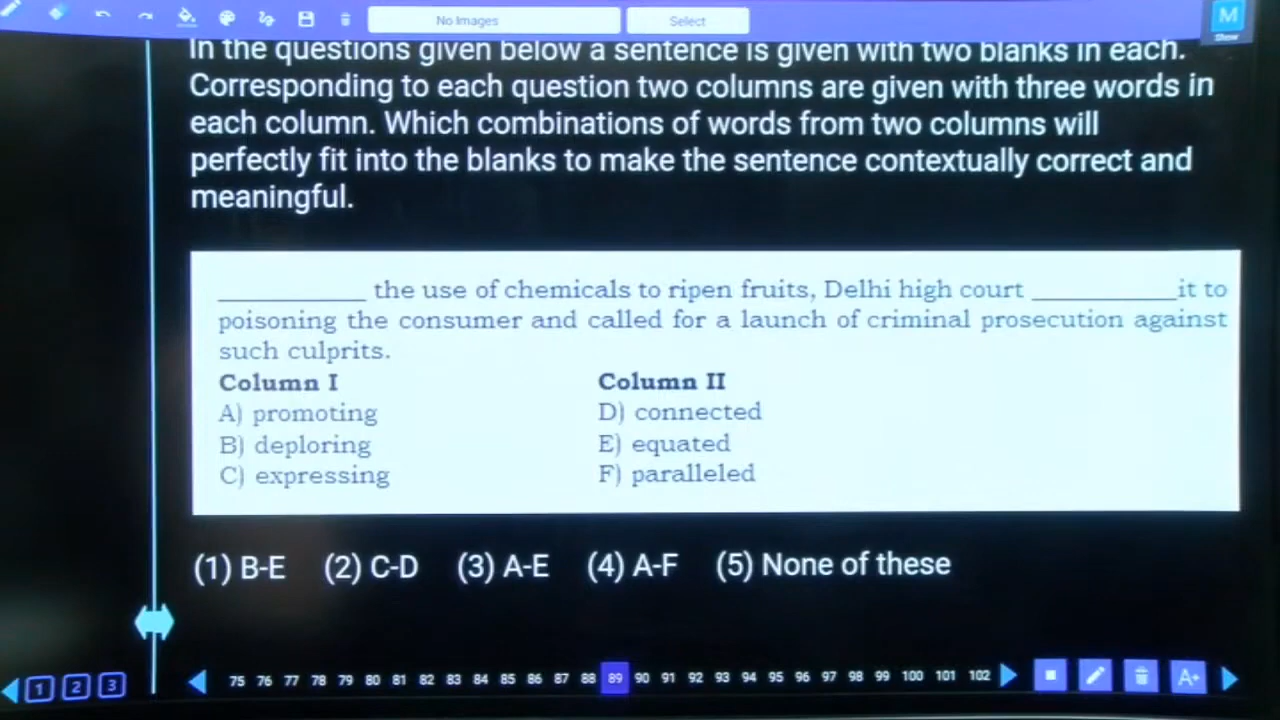 No Images
Select
M
Show
In the questions given below a sentence is given with two blanks in each.
Corresponding to each question two columns are given with three words in
each column. Which combinations of words from two columns will
perfectly fit into the blanks to make the sentence contextually correct and
meaningful.
____________ the use of chemicals to ripen fruits, Delhi high court ____________it to
poisoning the consumer and called for a launch of criminal prosecution against
such culprits.
Column I Column II
A) promoting D) connected
B) deploring E) equated
C) expressing F) paralleled
(1) B-E (2) C-D (3) A-E (4) A-F (5) None of these
1 2 3 75 76 77 78 79 80 81 82 83 84 85 86 87 88 89 90 91 92 93 94 95 96 97 98 99 100 101 102 A+